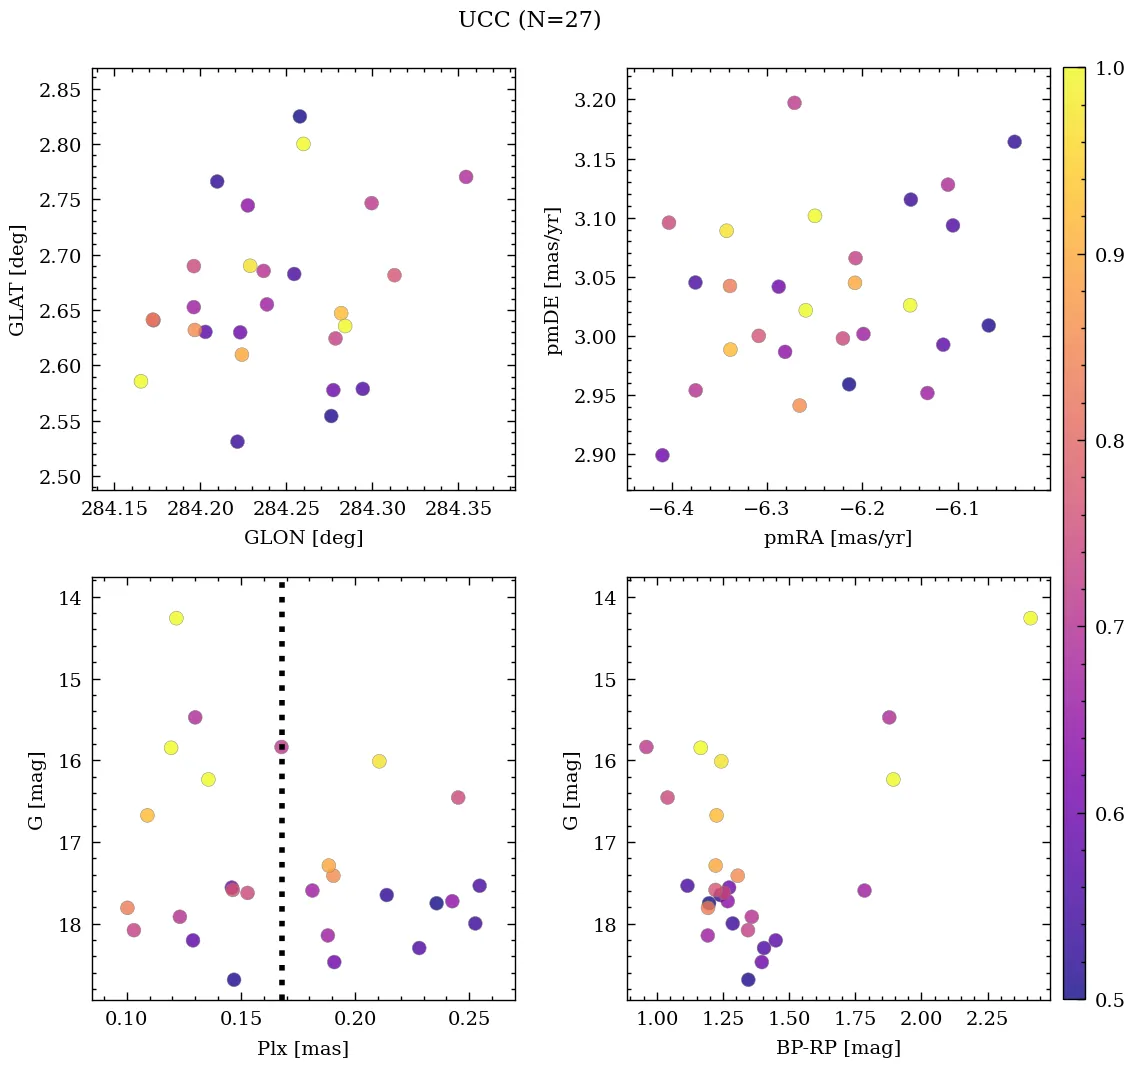 UCC (N=27)
2.85
2.80
2.75
2.70
2.65
2.60
2.55
2.50
GLAT [deg]
284.15 284.20 284.25 284.30 284.35
GLON [deg]
3.20
3.15
3.10
3.05
3.00
2.95
2.90
pmDE [mas/yr]
−6.4 −6.3 −6.2 −6.1
pmRA [mas/yr]
14
15
16
17
18
G [mag]
0.10 0.15 0.20 0.25
Plx [mas]
14
15
16
17
18
G [mag]
1.00 1.25 1.50 1.75 2.00 2.25
BP-RP [mag]
1.0
0.9
0.8
0.7
0.6
0.5